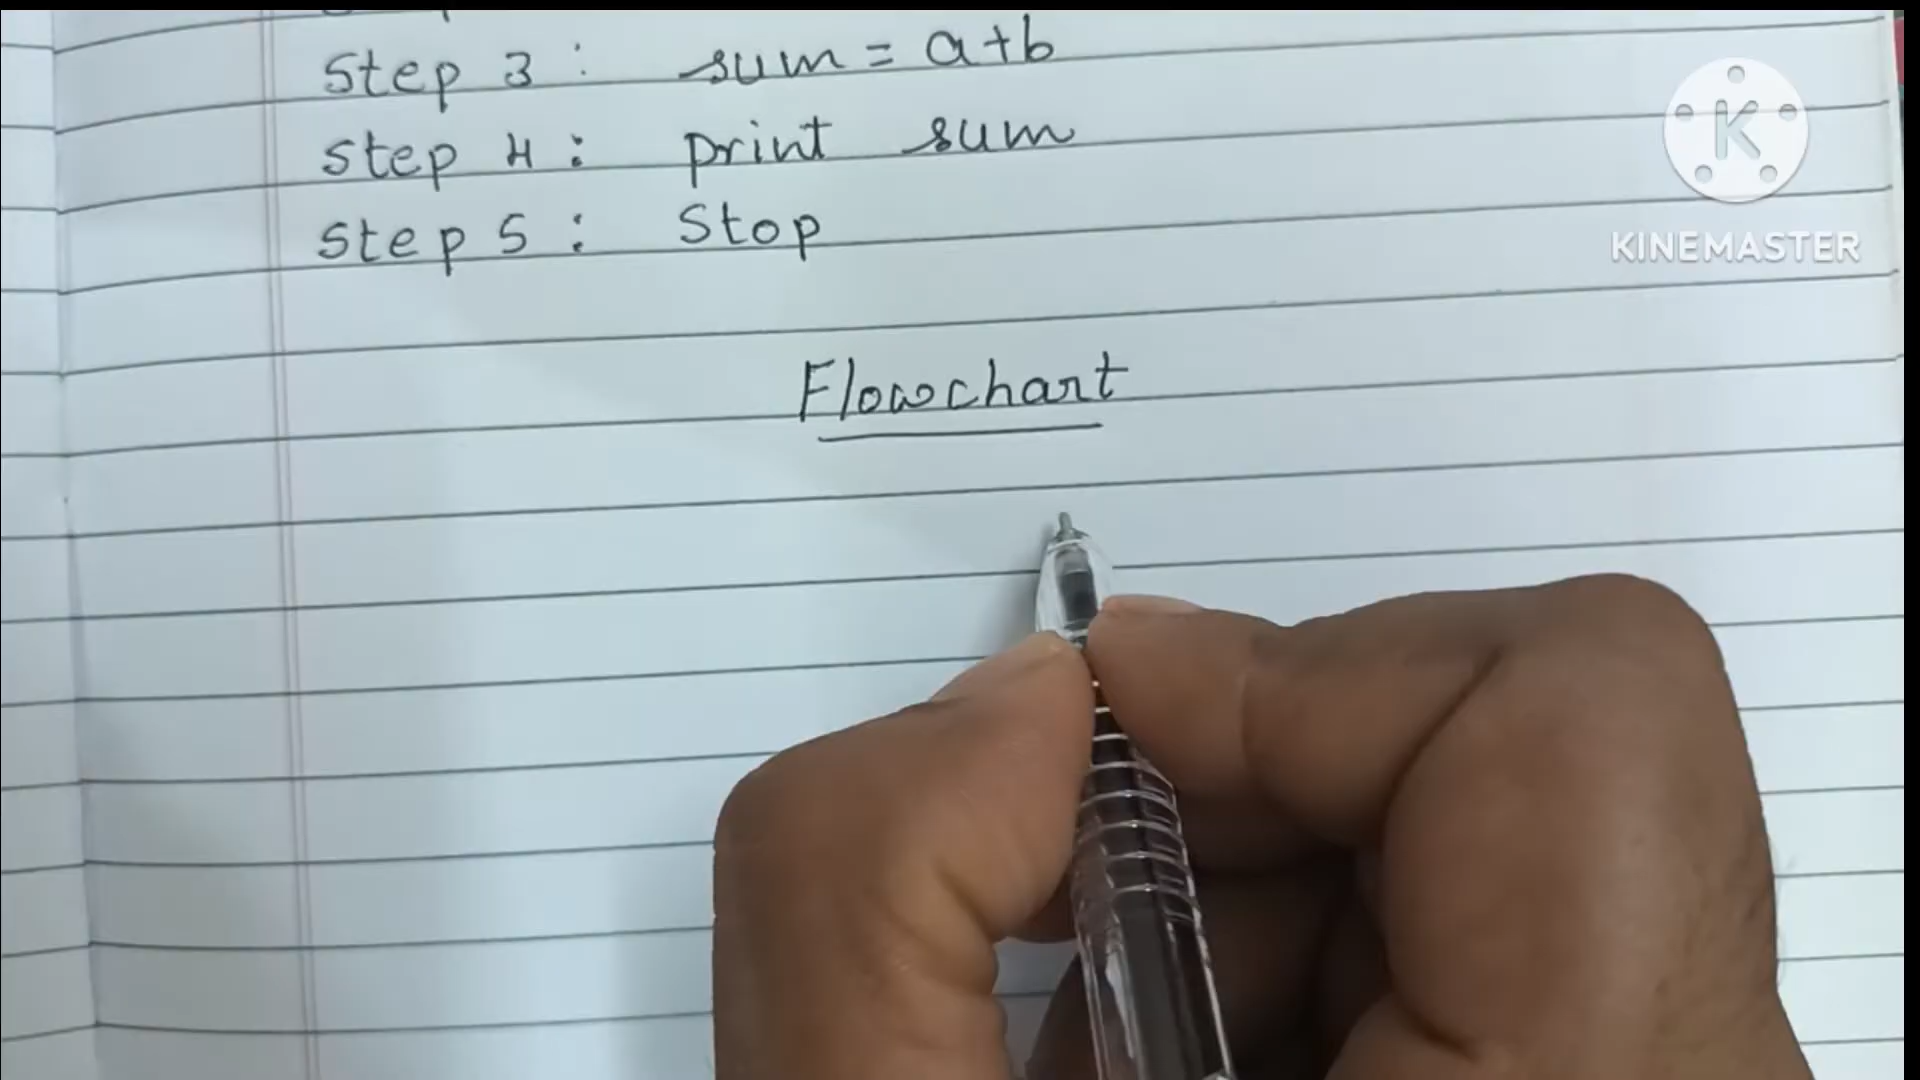 Step 3 : sum = a+b
Step 4 : print sum
Step 5 : Stop
Flowchart
K
KINEMASTER